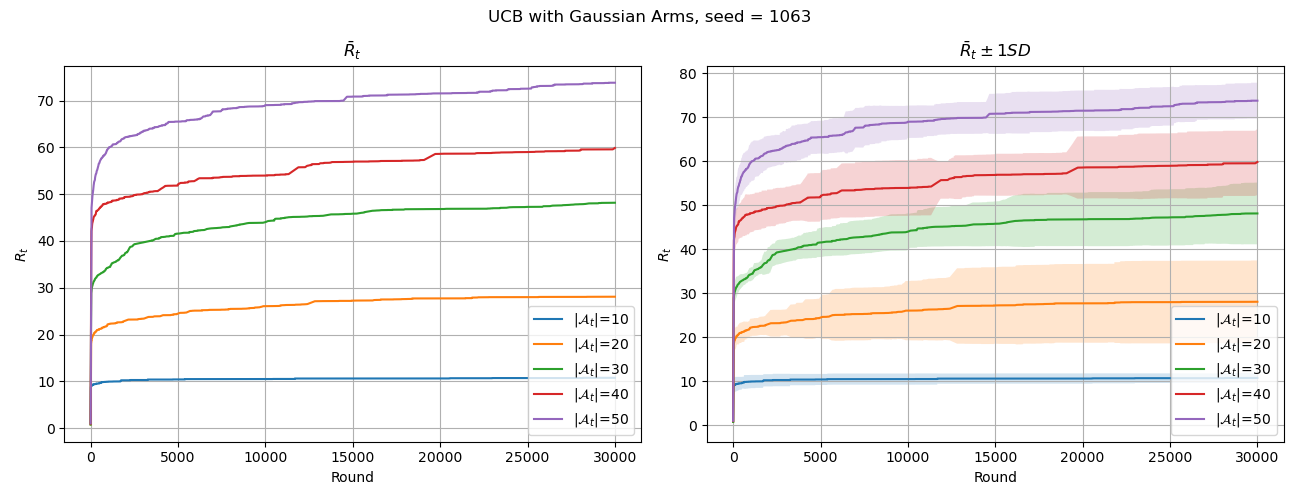 UCB with Gaussian Arms, seed = 1063
R̄ₜ
Rₜ
70
60
50
40
30
20
10
0
|𝒜ₜ|=10
|𝒜ₜ|=20
|𝒜ₜ|=30
|𝒜ₜ|=40
|𝒜ₜ|=50
0 5000 10000 15000 20000 25000 30000
Round
R̄ₜ ± 1SD
Rₜ
80
70
60
50
40
30
20
10
0
|𝒜ₜ|=10
|𝒜ₜ|=20
|𝒜ₜ|=30
|𝒜ₜ|=40
|𝒜ₜ|=50
0 5000 10000 15000 20000 25000 30000
Round